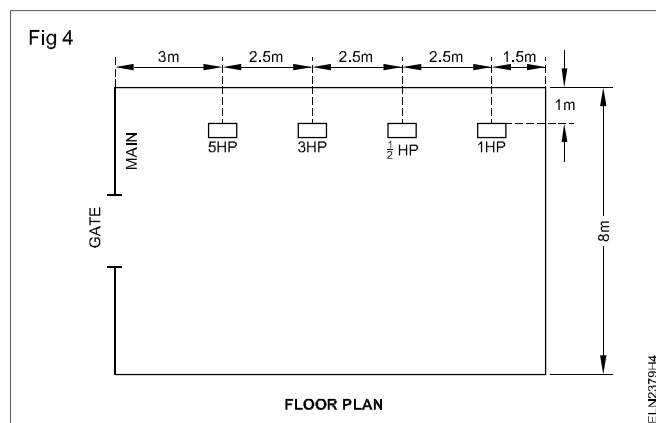 Fig 4
3m
2.5m
2.5m
2.5m
1.5m
1m
MAIN
5HP
3HP
½ HP
1HP
GATE
8m
FLOOR PLAN
ELN2379H4